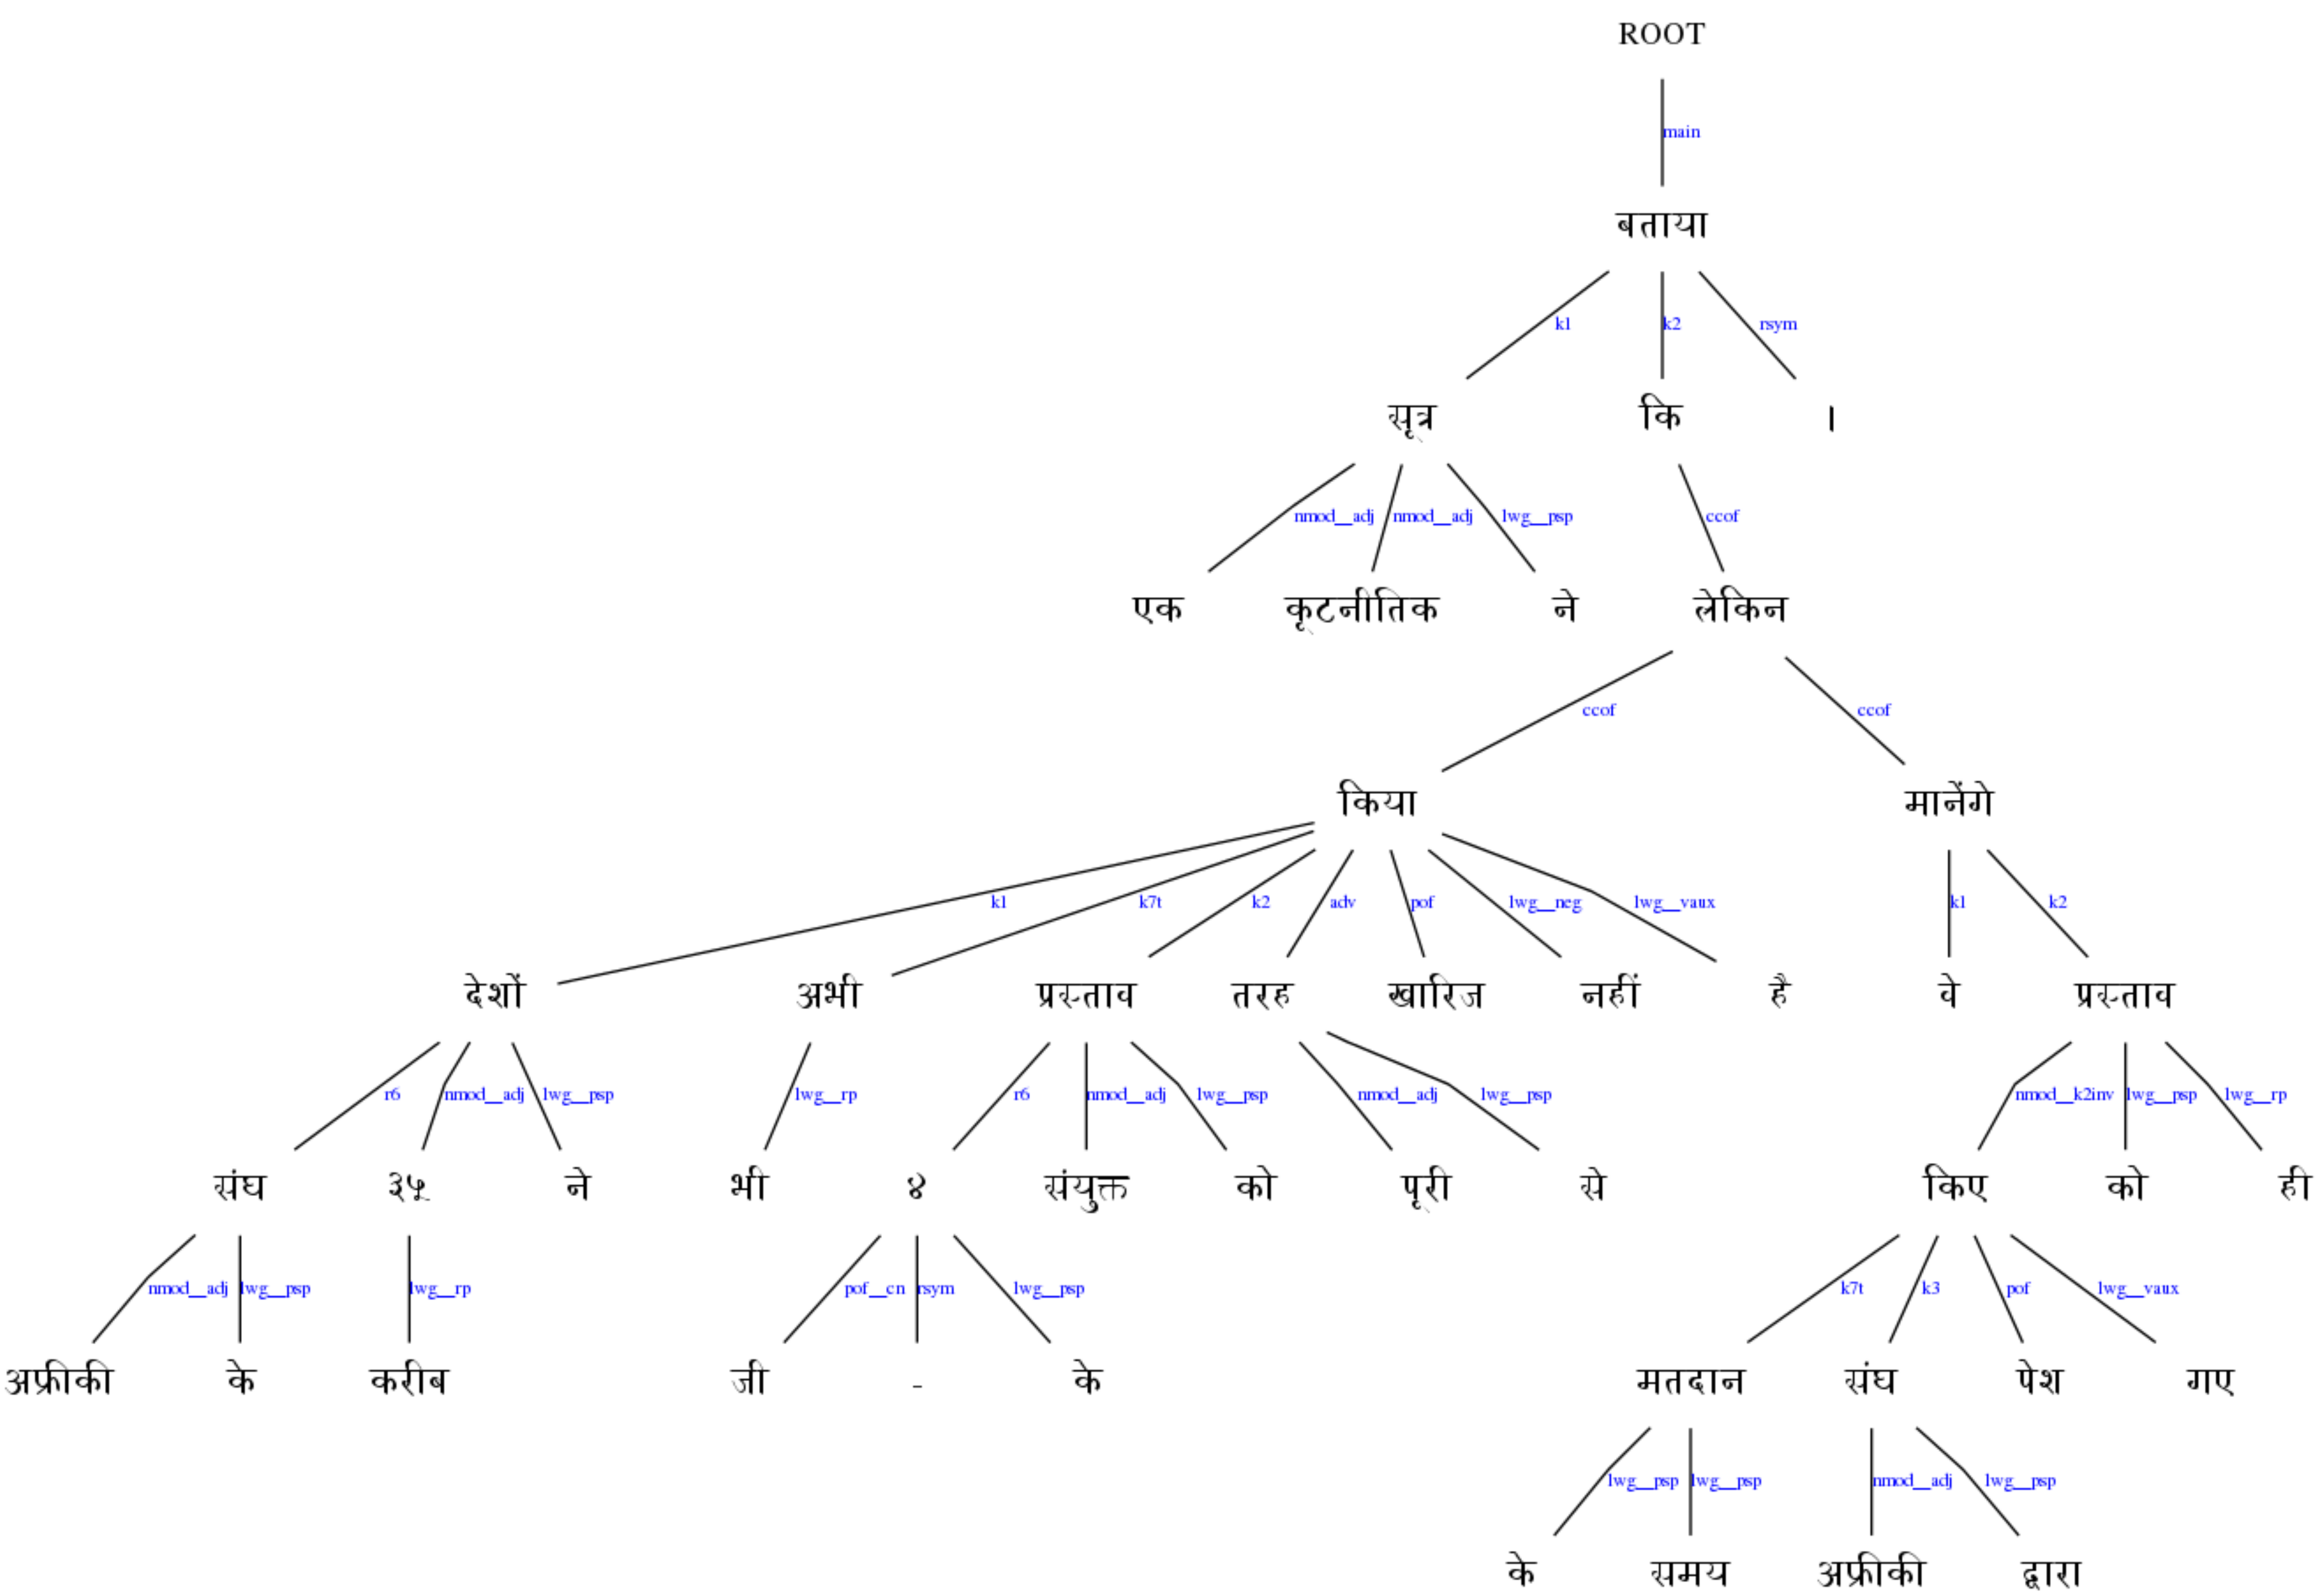 ROOT
main
बताया
k1 k2 rsym
सूत्र कि ।
nmod__adj nmod__adj lwg__psp ccof
एक कूटनीतिक ने लेकिन
ccof ccof
किया मानेंगे
k1 k7t k2 adv pof lwg__neg lwg__vaux k1 k2
देशों अभी प्रस्ताव तरह खारिज नहीं है वे प्रस्ताव
r6 nmod__adj lwg__psp lwg__rp r6 nmod__adj lwg__psp nmod__adj lwg__psp nmod__k2inv lwg__psp lwg__rp
संघ ३५ ने भी ४ संयुक्त को पूरी से किए को ही
nmod__adj lwg__psp lwg__rp pof__cn rsym lwg__psp k7t k3 pof lwg__vaux
अफ्रीकी के करीब जी - के मतदान संघ पेश गए
lwg__psp lwg__psp nmod__adj lwg__psp
के समय अफ्रीकी द्वारा